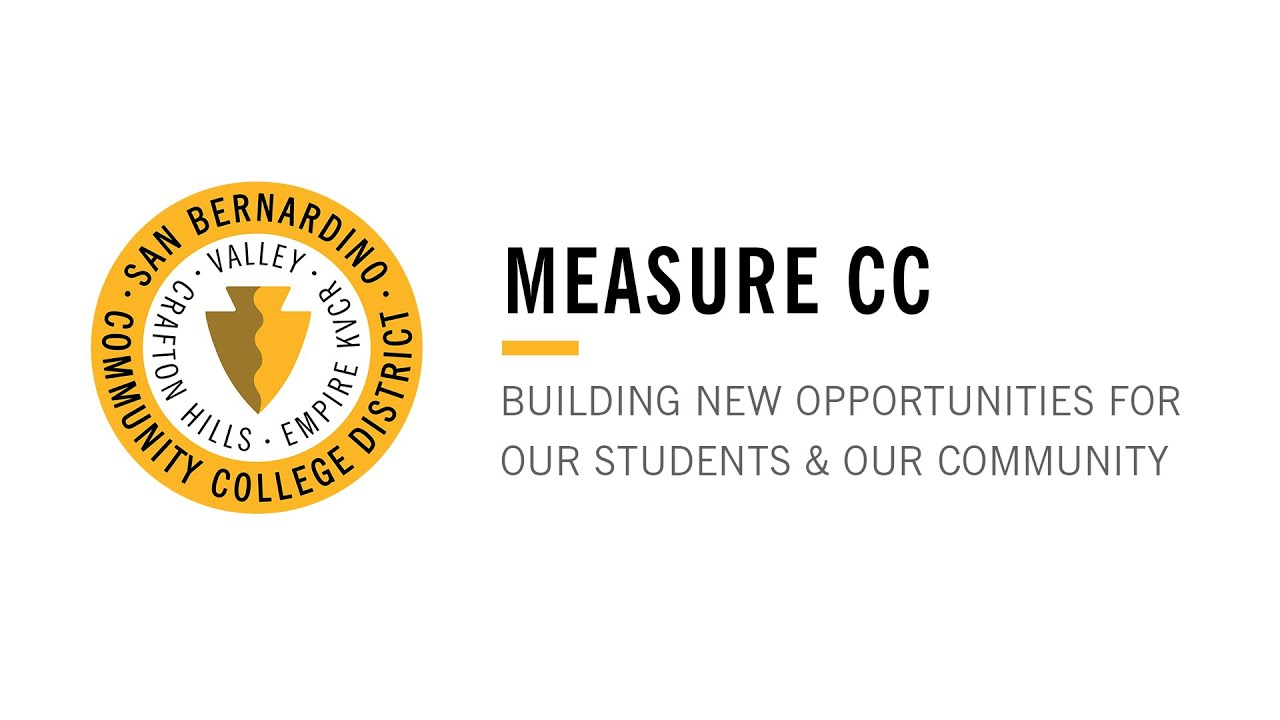 SAN BERNARDINO
· COMMUNITY COLLEGE DISTRICT ·
· VALLEY ·
CRAFTON HILLS · EMPIRE KVCR
MEASURE CC
BUILDING NEW OPPORTUNITIES FOR
OUR STUDENTS & OUR COMMUNITY